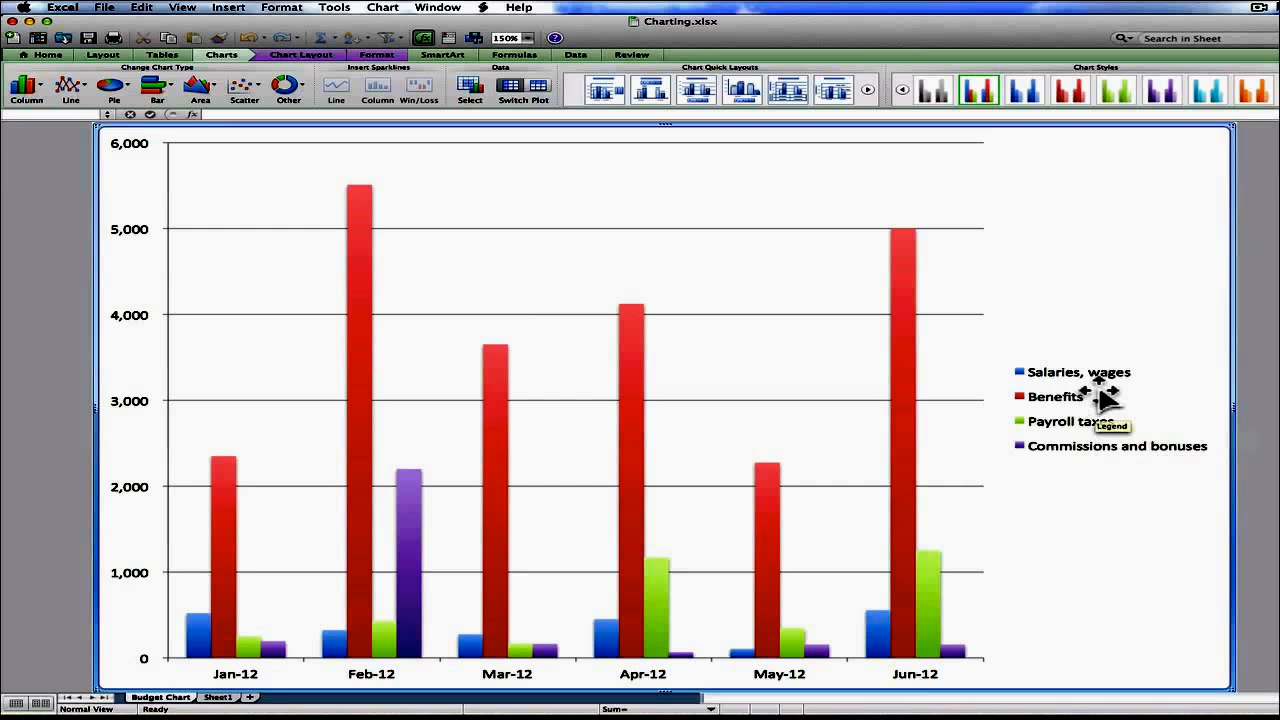 Excel File Edit View Insert Format Tools Chart Window Help
Charting.xlsx
150% Search in Sheet
Home Layout Tables Charts Chart Layout Format SmartArt Formulas Data Review
Change Chart Type Insert Sparklines Data Chart Quick Layouts Chart Styles
Column Line Pie Bar Area Scatter Other Line Column Win/Loss Select Switch Plot
fx
6,000
5,000
4,000
3,000
2,000
1,000
0
Jan-12 Feb-12 Mar-12 Apr-12 May-12 Jun-12
Salaries, wages
Benefits
Payroll taxes
Legend
Commissions and bonuses
Budget Chart Sheet1 +
Normal View Ready Sum=